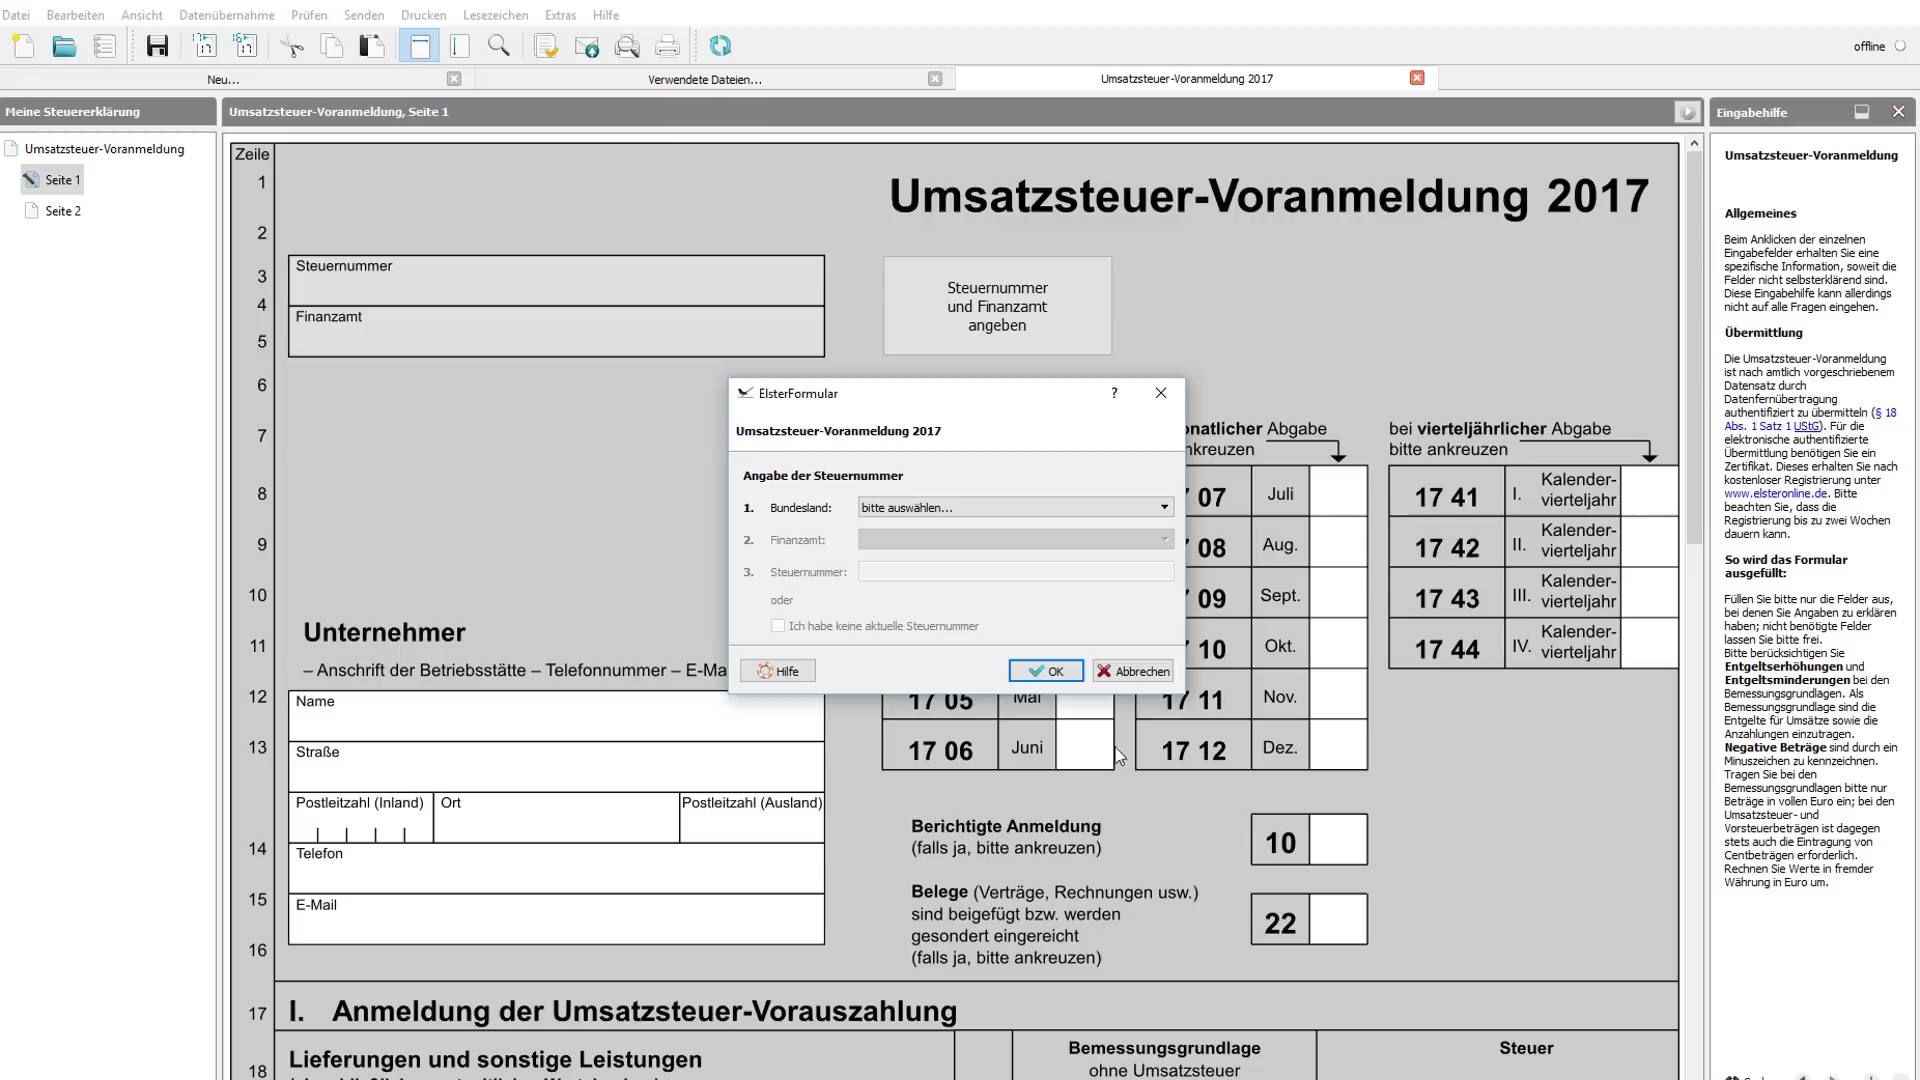 Datei Bearbeiten Ansicht Datenübernahme Prüfen Senden Drucken Lesezeichen Extras Hilfe
offline
Neu...
Verwendete Dateien...
Umsatzsteuer-Voranmeldung 2017
Meine Steuererklärung
Umsatzsteuer-Voranmeldung
Seite 1
Seite 2
Umsatzsteuer-Voranmeldung, Seite 1
Zeile
1
2
3
4
5
6
7
8
9
10
11
12
13
14
15
16
17
18
Umsatzsteuer-Voranmeldung 2017
Steuernummer
Finanzamt
Steuernummer
und Finanzamt
angeben
ElsterFormular
?
Umsatzsteuer-Voranmeldung 2017
Angabe der Steuernummer
1. Bundesland: bitte auswählen...
2. Finanzamt:
3. Steuernummer:
oder
Ich habe keine aktuelle Steuernummer
Hilfe OK Abbrechen
onatlicher Abgabe
nkreuzen
07 Juli
08 Aug.
09 Sept.
10 Okt.
17 05 Mai 17 11 Nov.
17 06 Juni 17 12 Dez.
bei vierteljährlicher Abgabe
bitte ankreuzen
17 41 I. Kalender-
vierteljahr
17 42 II. Kalender-
vierteljahr
17 43 III. Kalender-
vierteljahr
17 44 IV. Kalender-
vierteljahr
Unternehmer
– Anschrift der Betriebsstätte – Telefonnummer – E-Ma
Name
Straße
Postleitzahl (Inland) Ort Postleitzahl (Ausland)
Telefon
E-Mail
Berichtigte Anmeldung
(falls ja, bitte ankreuzen)
10
Belege (Verträge, Rechnungen usw.)
sind beigefügt bzw. werden
gesondert eingereicht
(falls ja, bitte ankreuzen)
22
I. Anmeldung der Umsatzsteuer-Vorauszahlung
Lieferungen und sonstige Leistungen
Bemessungsgrundlage
ohne Umsatzsteuer
Steuer
Eingabehilfe
Umsatzsteuer-Voranmeldung
Allgemeines
Beim Anklicken der einzelnen
Eingabefelder erhalten Sie eine
spezifische Information, soweit die
Felder nicht selbsterklärend sind.
Diese Eingabehilfe kann allerdings
nicht auf alle Fragen eingehen.
Übermittlung
Die Umsatzsteuer-Voranmeldung
ist nach amtlich vorgeschriebenem
Datensatz durch
Datenfernübertragung
authentifiziert zu übermitteln (§ 18
Abs. 1 Satz 1 UStG). Für die
elektronische authentifizierte
Übermittlung benötigen Sie ein
Zertifikat. Dieses erhalten Sie nach
kostenloser Registrierung unter
www.elsteronline.de. Bitte
beachten Sie, dass die
Registrierung bis zu zwei Wochen
dauern kann.
So wird das Formular
ausgefüllt:
Füllen Sie bitte nur die Felder aus,
bei denen Sie Angaben zu erklären
haben; nicht benötigte Felder
lassen Sie bitte frei.
Bitte berücksichtigen Sie
Entgeltserhöhungen und
Entgeltsminderungen bei den
Bemessungsgrundlagen. Als
Bemessungsgrundlage sind die
Entgelte für Umsätze sowie die
Anzahlungen einzutragen.
Negative Beträge sind durch ein
Minuszeichen zu kennzeichnen.
Tragen Sie bei den
Bemessungsgrundlagen bitte nur
Beträge in vollen Euro ein; bei den
Umsatzsteuer- und
Vorsteuerbeträgen ist dagegen
stets auch die Eintragung von
Centbeträgen erforderlich.
Rechnen Sie Werte in fremder
Währung in Euro um.